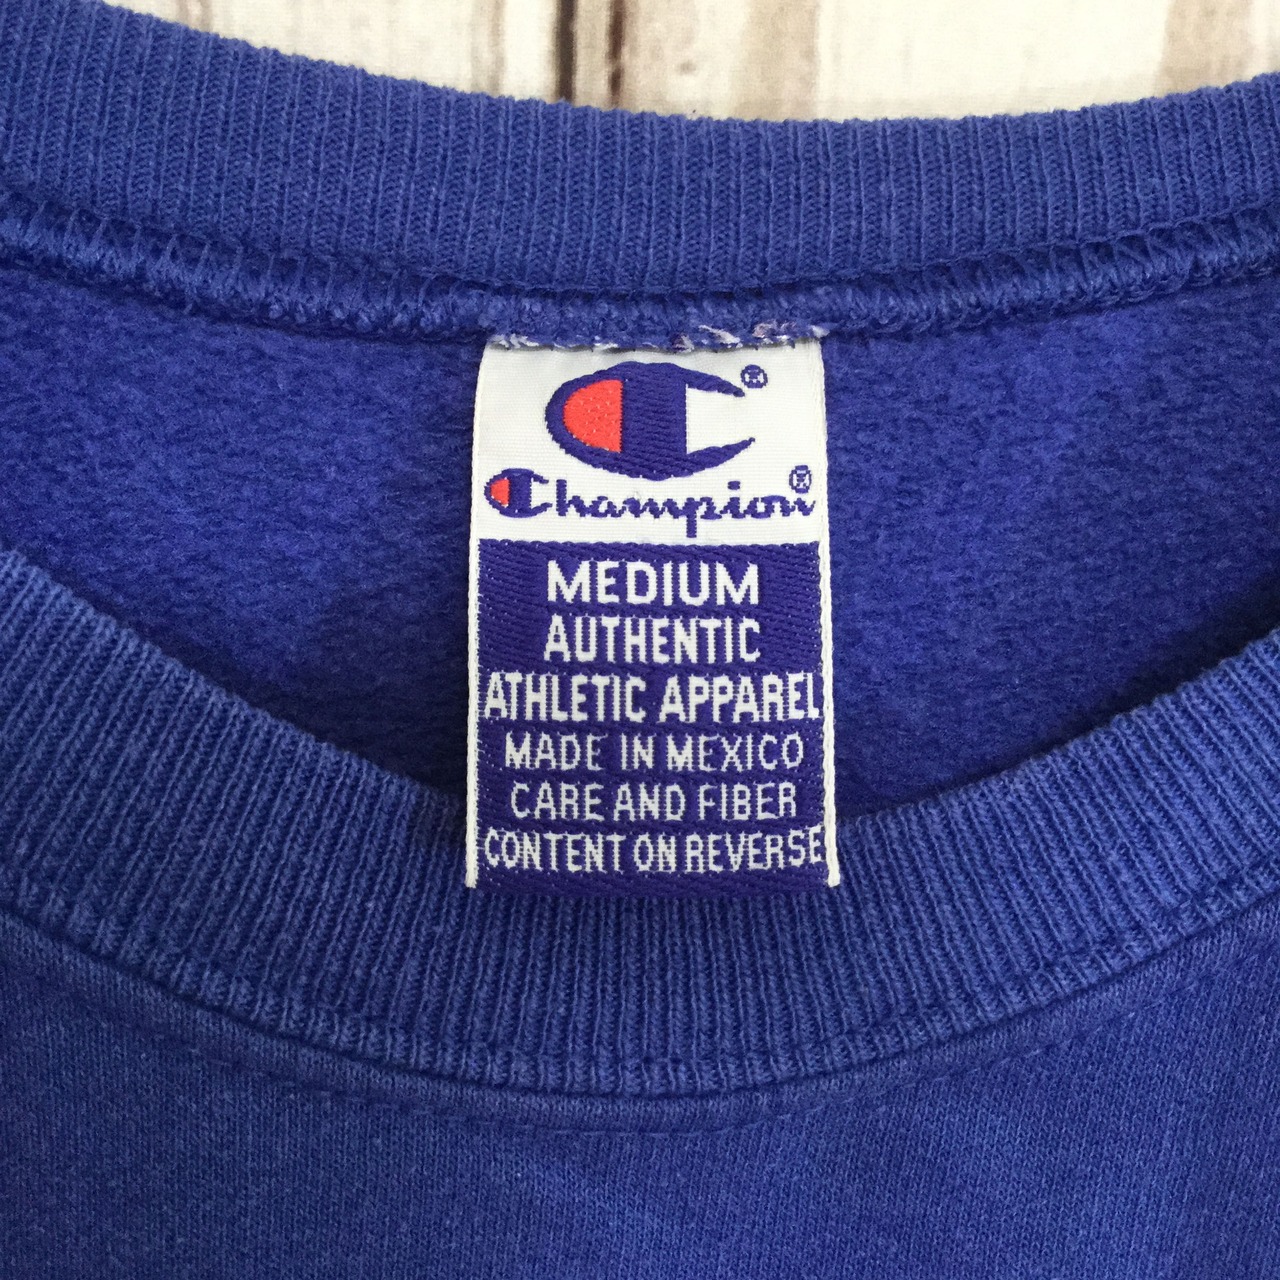 ®
Champion®
MEDIUM
AUTHENTIC
ATHLETIC APPAREL
MADE IN MEXICO
CARE AND FIBER
CONTENT ON REVERSE